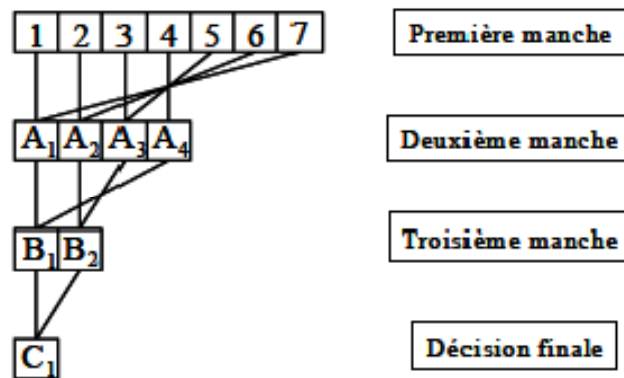 1 2 3 4 5 6 7 Première manche
A₁ A₂ A₃ A₄ Deuxième manche
B₁ B₂ Troisième manche
C₁ Décision finale